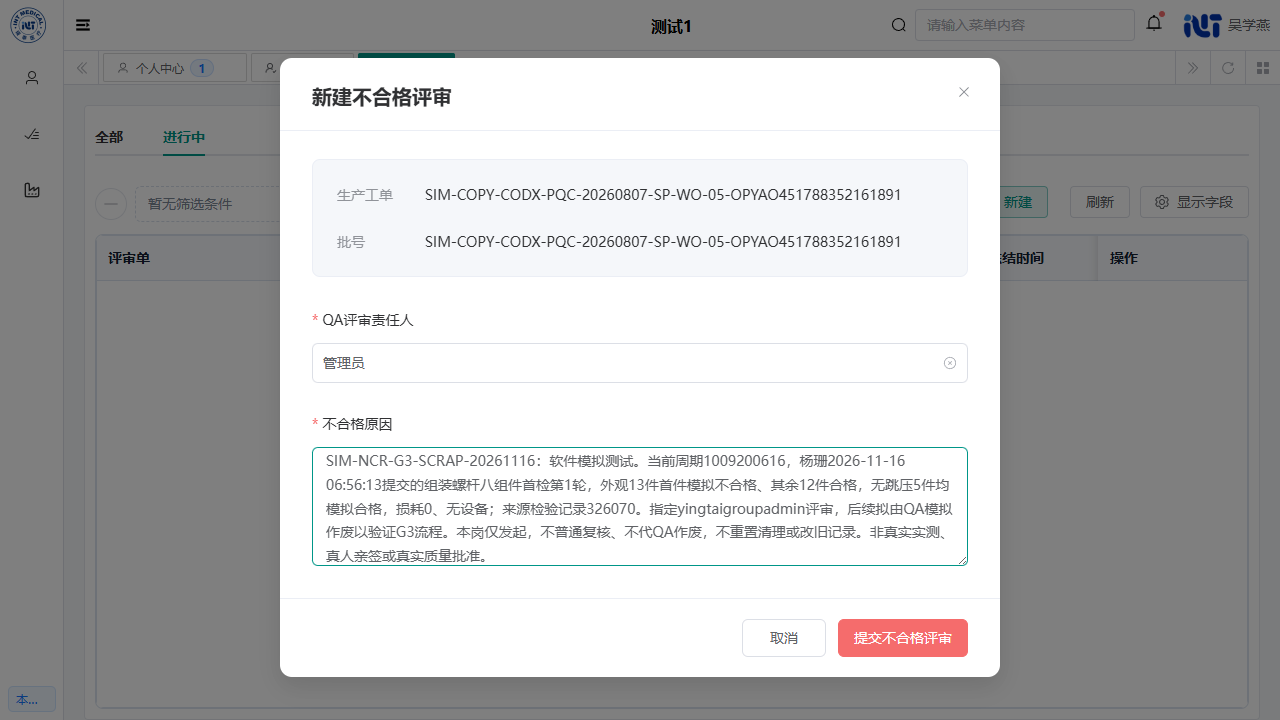 INT MEDICAL
测试1
请输入菜单内容
吴学燕
个人中心 1
全部
进行中
暂无筛选条件
新建
刷新
显示字段
评审单
结时间
操作
本...
新建不合格评审
生产工单
SIM-COPY-CODX-PQC-20260807-SP-WO-05-OPYAO451788352161891
批号
SIM-COPY-CODX-PQC-20260807-SP-WO-05-OPYAO451788352161891
* QA评审责任人
管理员
* 不合格原因
SIM-NCR-G3-SCRAP-20261116：软件模拟测试。当前周期1009200616，杨珊2026-11-16
06:56:13提交的组装螺杆八组件首检第1轮，外观13件首件模拟不合格、其余12件合格，无跳压5件均
模拟合格，损耗0、无设备；来源检验记录326070。指定yingtaigroupadmin评审，后续拟由QA模拟
作废以验证G3流程。本岗仅发起，不普通复核、不代QA作废，不重置清理或改旧记录。非真实实测、
真人亲签或真实质量批准。
取消
提交不合格评审